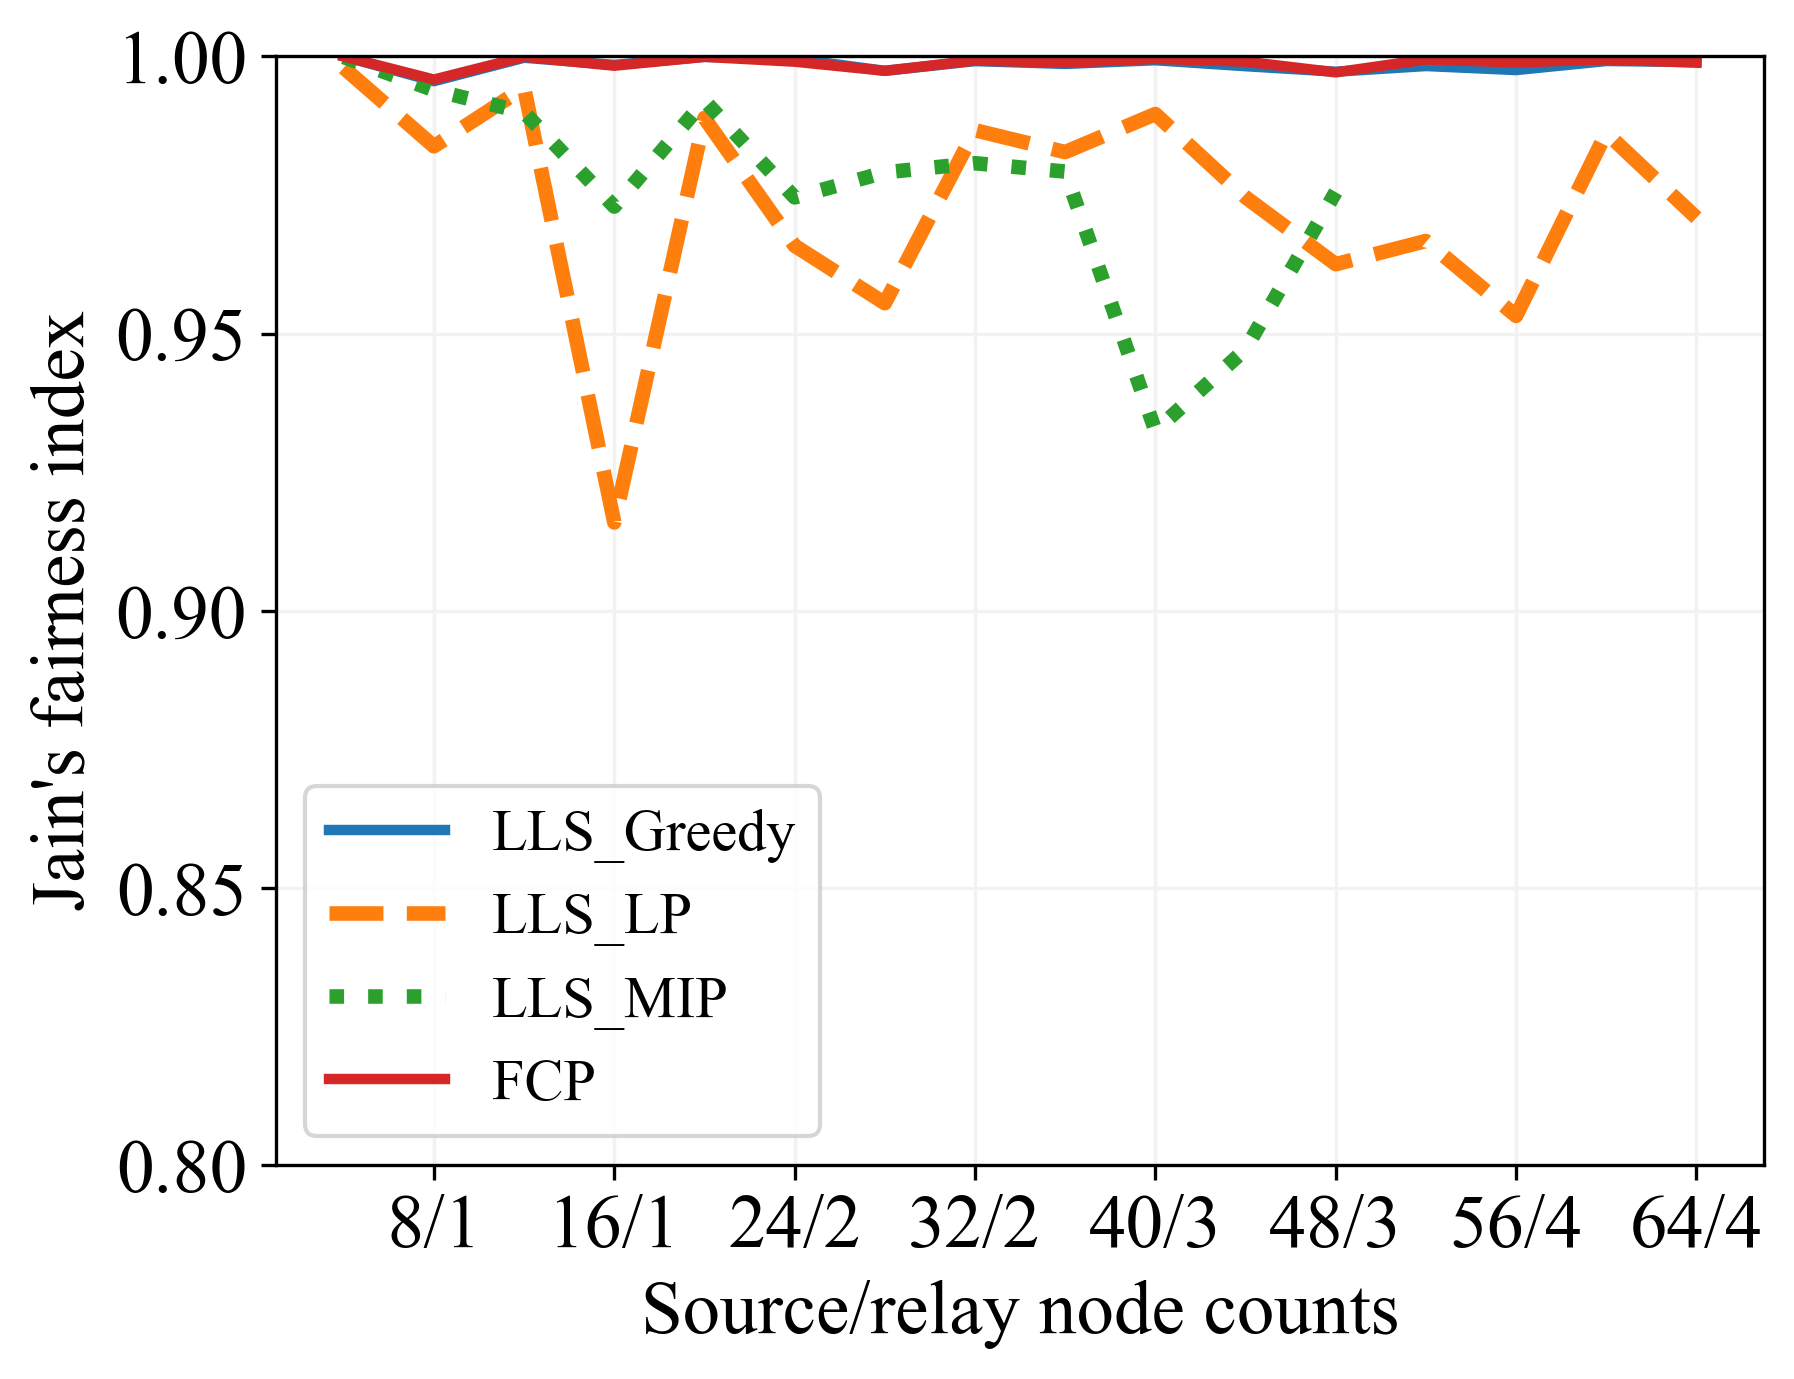 1.00
0.95
0.90
0.85
0.80
Jain's fairness index
LLS_Greedy
LLS_LP
LLS_MIP
FCP
8/1 16/1 24/2 32/2 40/3 48/3 56/4 64/4
Source/relay node counts